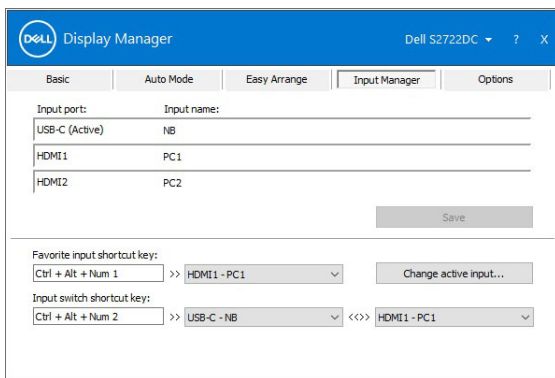 DELL Display Manager Dell S2722DC ? X
Basic Auto Mode Easy Arrange Input Manager Options
Input port: Input name:
USB-C (Active) NB
HDMI1 PC1
HDMI2 PC2
Save
Favorite input shortcut key:
Ctrl + Alt + Num 1 >> HDMI1 - PC1 Change active input...
Input switch shortcut key:
Ctrl + Alt + Num 2 >> USB-C - NB <<>> HDMI1 - PC1